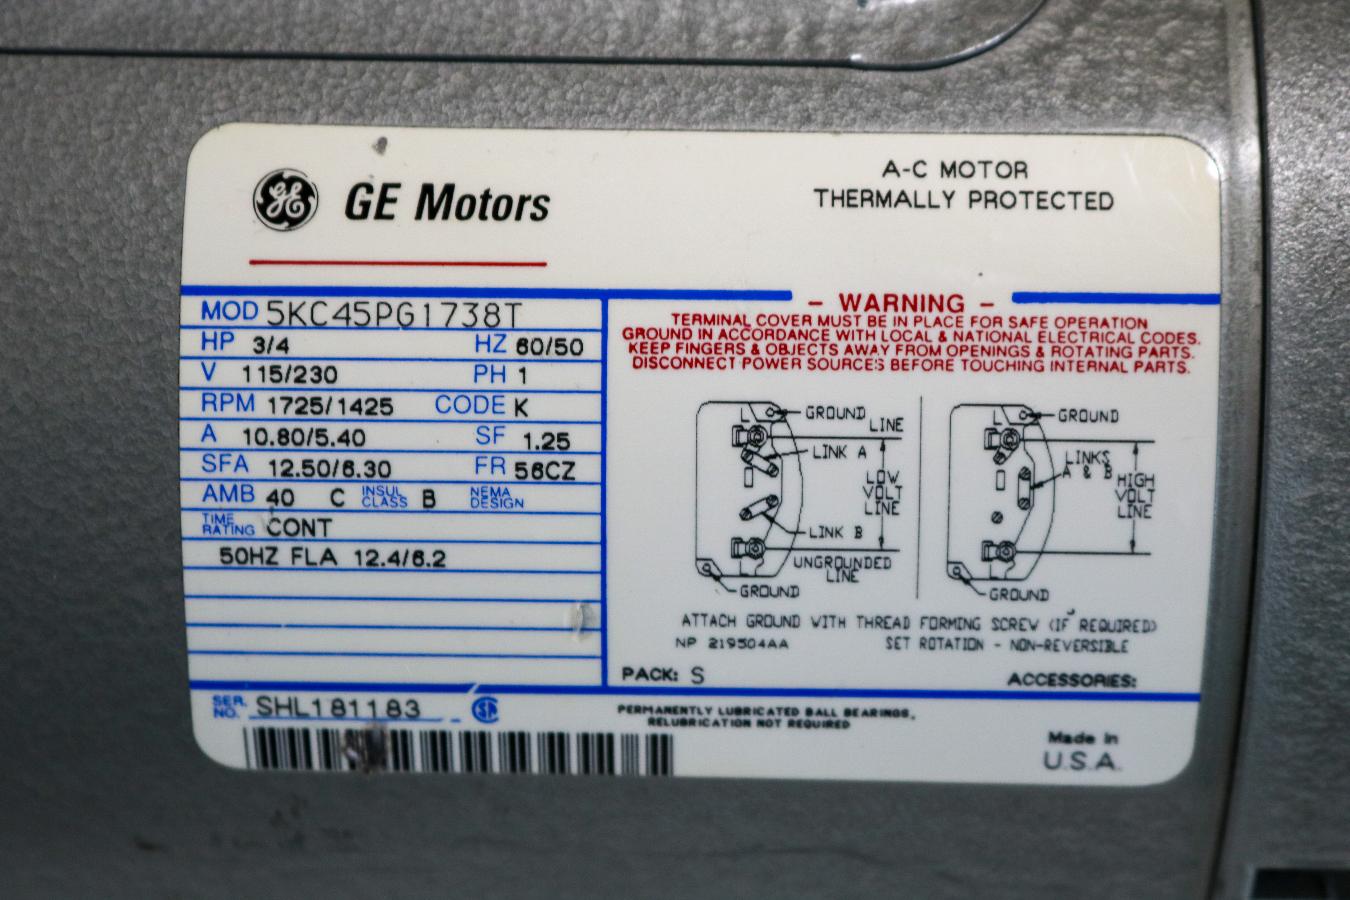 GE GE Motors
A-C MOTOR
THERMALLY PROTECTED
MOD 5KC45PG1738T
HP 3/4 HZ 60/50
V 115/230 PH 1
RPM 1725/1425 CODE K
A 10.80/5.40 SF 1.25
SFA 12.50/6.30 FR 56CZ
AMB 40 C INSUL CLASS B NEMA DESIGN
TIME RATING CONT
50HZ FLA 12.4/6.2
SER. NO. SHL181183
- WARNING -
TERMINAL COVER MUST BE IN PLACE FOR SAFE OPERATION
GROUND IN ACCORDANCE WITH LOCAL & NATIONAL ELECTRICAL CODES.
KEEP FINGERS & OBJECTS AWAY FROM OPENINGS & ROTATING PARTS.
DISCONNECT POWER SOURCES BEFORE TOUCHING INTERNAL PARTS.
L
GROUND
LINE
LINK A
LOW
VOLT
LINE
LINK B
UNGROUNDED
LINE
L
GROUND
L
GROUND
LINKS
A & B
HIGH
VOLT
LINE
L
GROUND
ATTACH GROUND WITH THREAD FORMING SCREW (IF REQUIRED)
NP 219504AA SET ROTATION - NON-REVERSIBLE
PACK: S ACCESSORIES:
PERMANENTLY LUBRICATED BALL BEARINGS,
RELUBRICATION NOT REQUIRED
Made in
U.S.A.